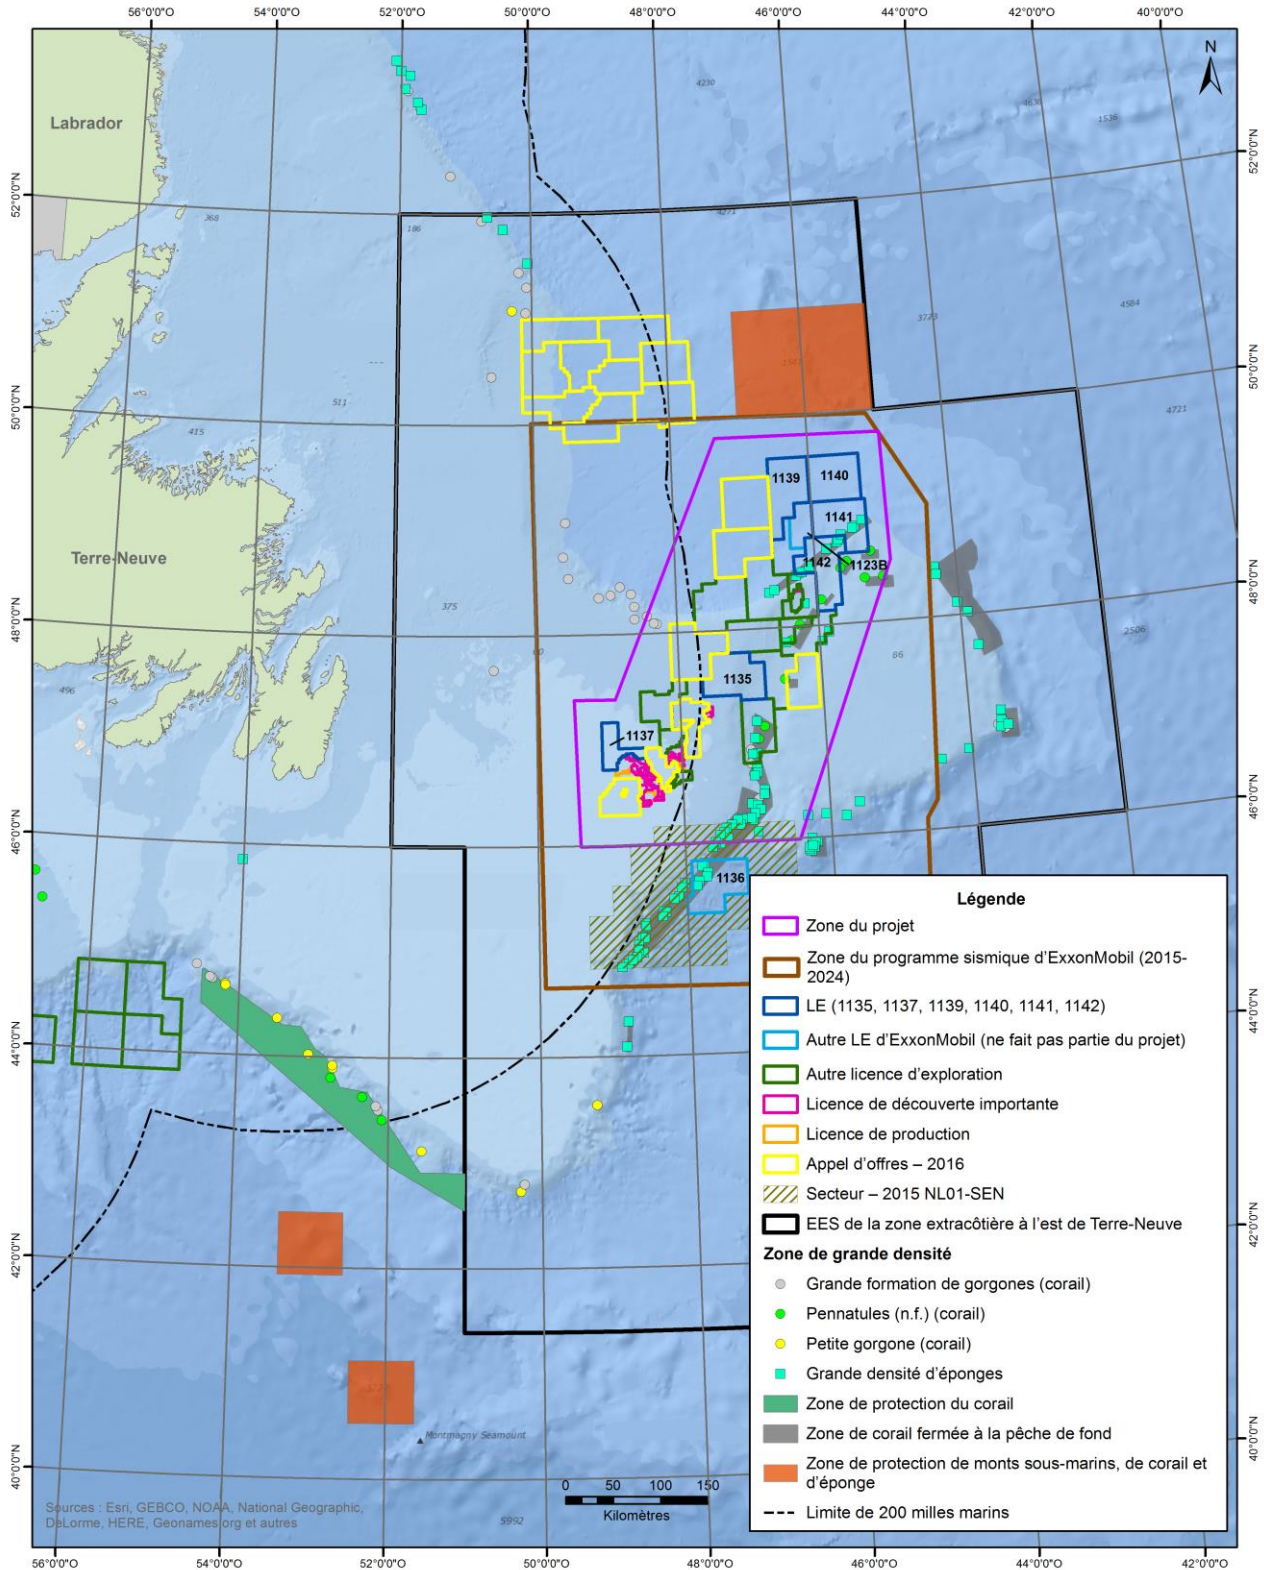 56°0'0"O
54°0'0"O
52°0'0"O
50°0'0"O
48°0'0"O
46°0'0"O
44°0'0"O
42°0'0"O
40°0'0"O
N
Labrador
4230
1536
52°0'0"N
52°0'0"N
368
186
4271
3773
4584
50°0'0"N
50°0'0"N
511
415
4721
1139
1140
1141
1142
1123B
Terre-Neuve
375
48°0'0"N
48°0'0"N
2506
66
496
1135
1137
46°0'0"N
46°0'0"N
1136
Légende
Zone du projet
Zone du programme sismique d'ExxonMobil (2015-
2024)
LE (1135, 1137, 1139, 1140, 1141, 1142)
Autre LE d'ExxonMobil (ne fait pas partie du projet)
Autre licence d'exploration
Licence de découverte importante
Licence de production
Appel d'offres – 2016
Secteur – 2015 NL01-SEN
EES de la zone extracôtière à l'est de Terre-Neuve
Zone de grande densité
Grande formation de gorgones (corail)
Pennatules (n.f.) (corail)
Petite gorgone (corail)
Grande densité d'éponges
Zone de protection du corail
Zone de corail fermée à la pêche de fond
Zone de protection de monts sous-marins, de corail et
d'éponge
Limite de 200 milles marins
44°0'0"N
44°0'0"N
42°0'0"N
42°0'0"N
40°0'0"N
40°0'0"N
Montmagny Seamount
0 50 100 150
Kilomètres
Sources : Esri, GEBCO, NOAA, National Geographic,
DeLorme, HERE, Geonames.org et autres
5992
56°0'0"O
54°0'0"O
52°0'0"O
50°0'0"O
48°0'0"O
46°0'0"O
44°0'0"O
42°0'0"O